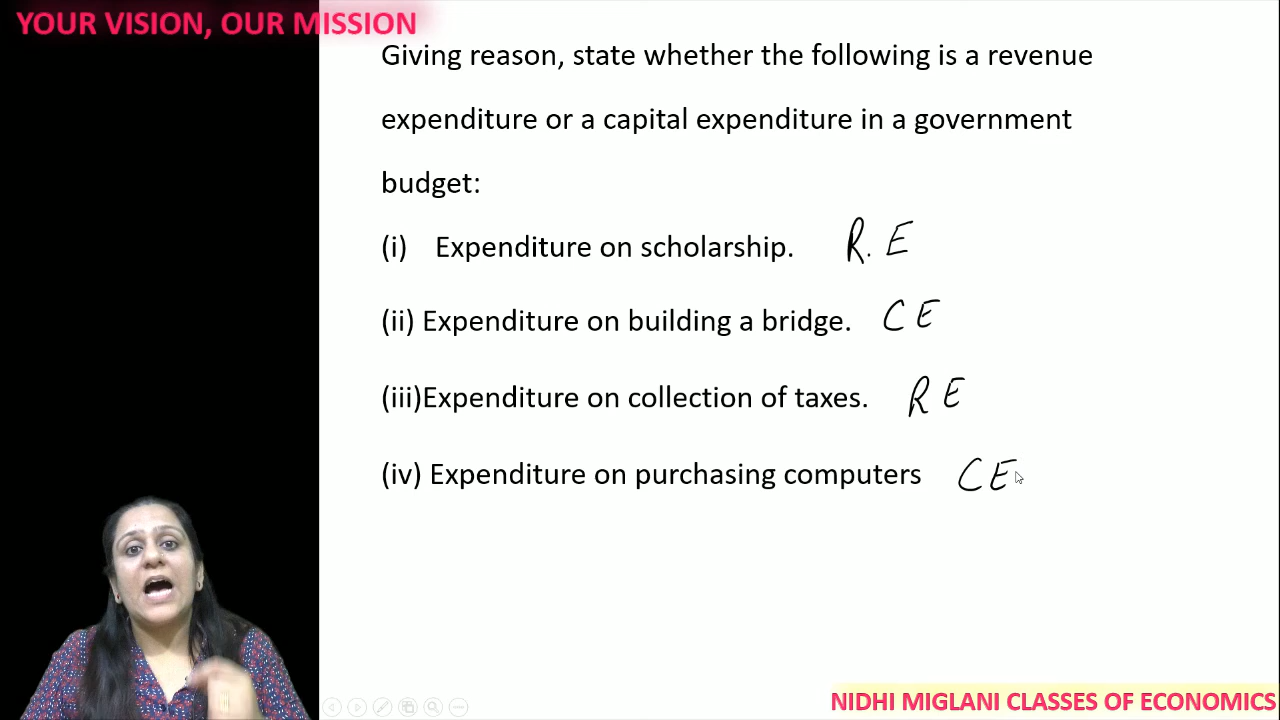 YOUR VISION, OUR MISSION
Giving reason, state whether the following is a revenue
expenditure or a capital expenditure in a government
budget:
(i) Expenditure on scholarship. R. E
(ii) Expenditure on building a bridge. C E
(iii)Expenditure on collection of taxes. R E
(iv) Expenditure on purchasing computers C E
NIDHI MIGLANI CLASSES OF ECONOMICS